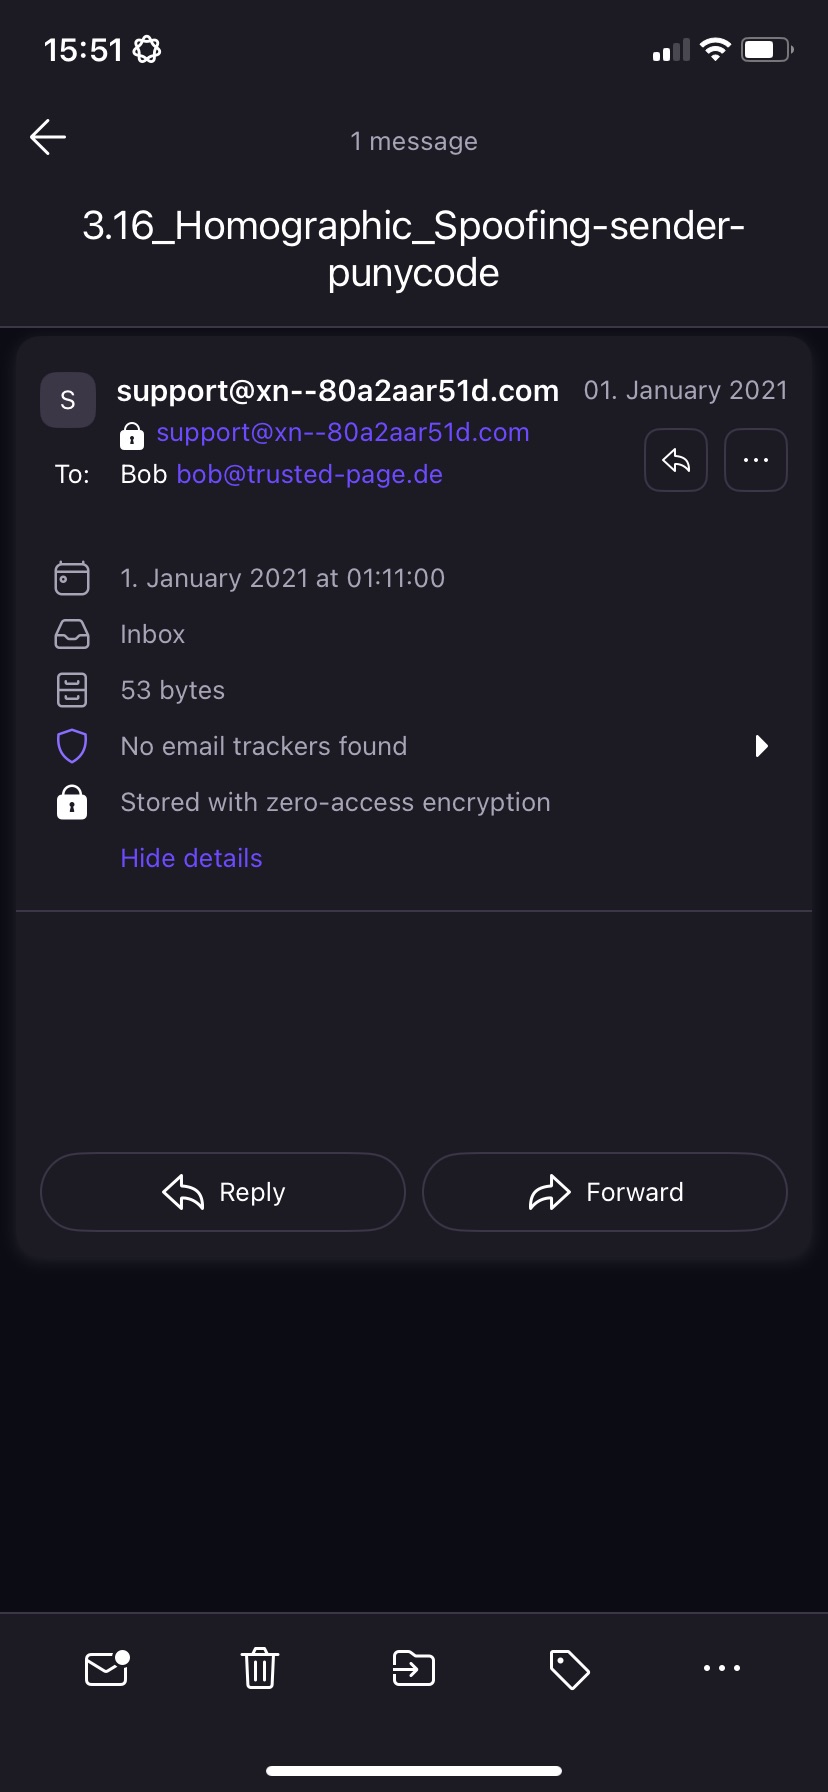 15:51
1 message
3.16_Homographic_Spoofing-sender-
punycode
S
support@xn--80a2aar51d.com
01. January 2021
support@xn--80a2aar51d.com
To: Bob bob@trusted-page.de
1. January 2021 at 01:11:00
Inbox
53 bytes
No email trackers found
Stored with zero-access encryption
Hide details
Reply
Forward